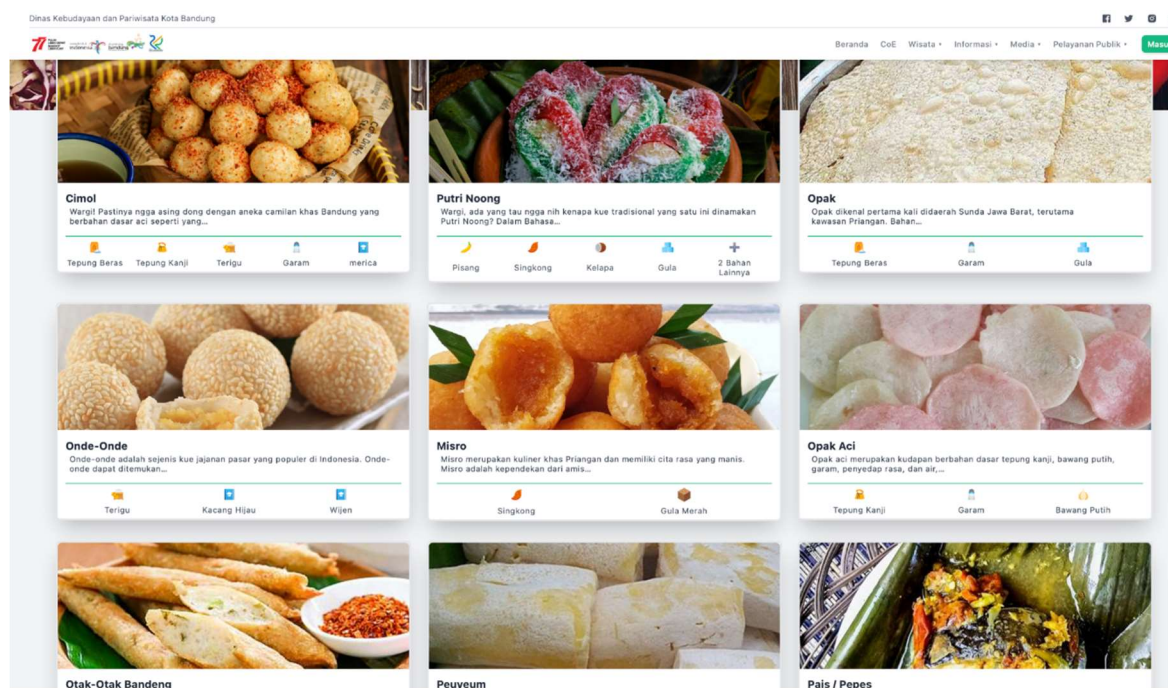 Dinas Kebudayaan dan Pariwisata Kota Bandung
77
Beranda CoE Wisata Informasi Media Pelayanan Publik Masu
Cimol
Wargi! Pastinya ngga asing dong dengan aneka camilan khas Bandung yang
berbahan dasar aci seperti yang...
Tepung Beras Tepung Kanji Terigu Garam merica
Putri Noong
Wargi, ada yang tau ngga nih kenapa kue tradisional yang satu ini dinamakan
Putri Noong? Dalam Bahasa...
Pisang Singkong Kelapa Gula 2 Bahan
Lainnya
Opak
Opak dikenal pertama kali didaerah Sunda Jawa Barat, terutama
kawasan Priangan. Bahan...
Tepung Beras Garam Gula
Onde-Onde
Onde-onde adalah sejenis kue jajanan pasar yang populer di Indonesia. Onde-
onde dapat ditemukan...
Terigu Kacang Hijau Wijen
Misro
Misro merupakan kuliner khas Priangan dan memiliki cita rasa yang manis.
Misro adalah kependekan dari amis...
Singkong Gula Merah
Opak Aci
Opak aci merupakan kudapan berbahan dasar tepung kanji, bawang putih,
garam, penyedap rasa, dan air,...
Tepung Kanji Garam Bawang Putih
Otak-Otak Bandeng
Peuyeum
Pais / Pepes